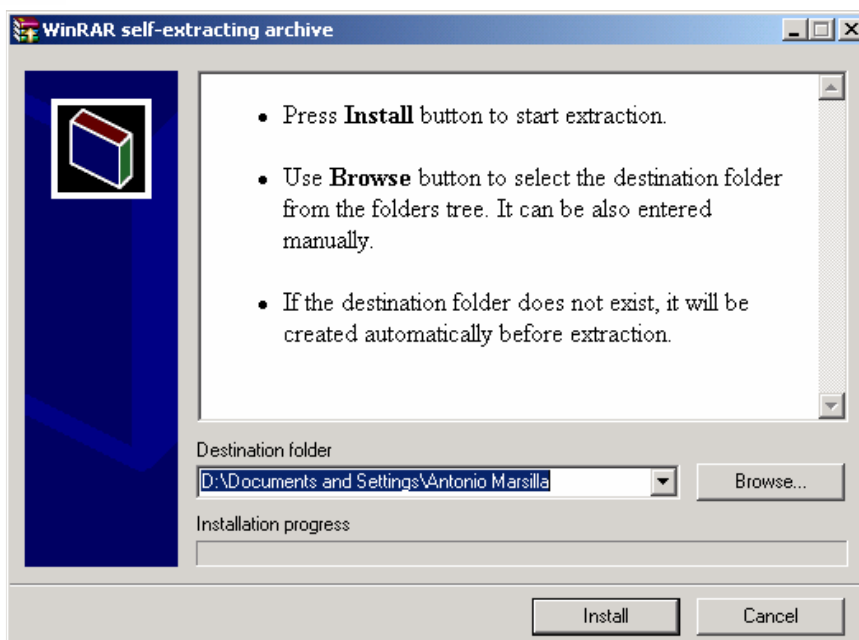 WinRAR self-extracting archive
• Press Install button to start extraction.
• Use Browse button to select the destination folder
from the folders tree. It can be also entered
manually.
• If the destination folder does not exist, it will be
created automatically before extraction.
Destination folder
D:\Documents and Settings\Antonio Marsilla
Browse...
Installation progress
Install
Cancel